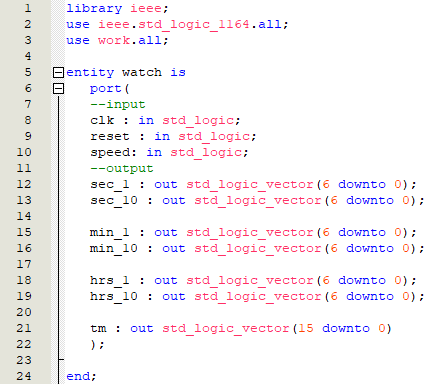 1 library ieee;
2 use ieee.std_logic_1164.all;
3 use work.all;
4
5 entity watch is
6 port(
7 --input
8 clk : in std_logic;
9 reset : in std_logic;
10 speed: in std_logic;
11 --output
12 sec_1 : out std_logic_vector(6 downto 0);
13 sec_10 : out std_logic_vector(6 downto 0);
14
15 min_1 : out std_logic_vector(6 downto 0);
16 min_10 : out std_logic_vector(6 downto 0);
17
18 hrs_1 : out std_logic_vector(6 downto 0);
19 hrs_10 : out std_logic_vector(6 downto 0);
20
21 tm : out std_logic_vector(15 downto 0)
22 );
23
24 end;